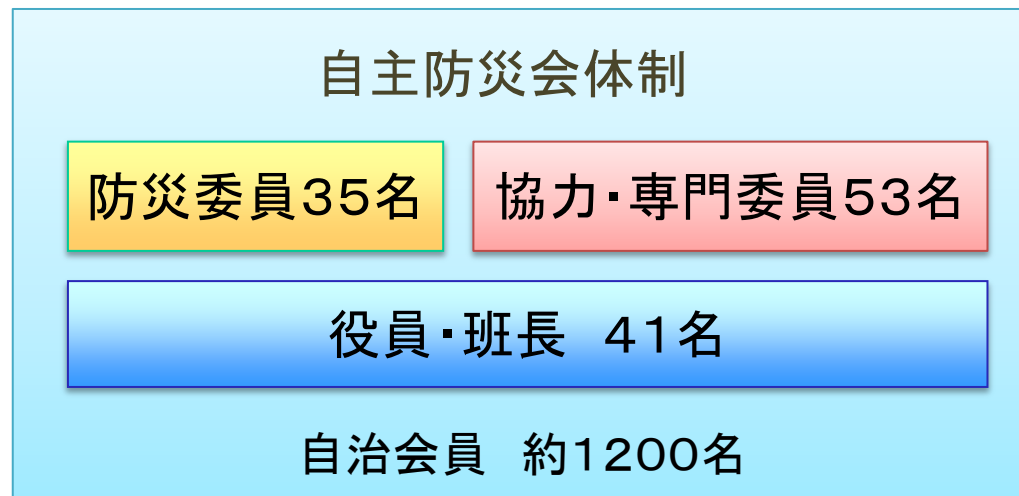 自主防災会体制
防災委員35名
協力・専門委員53名
役員・班長　41名
自治会員　約1200名